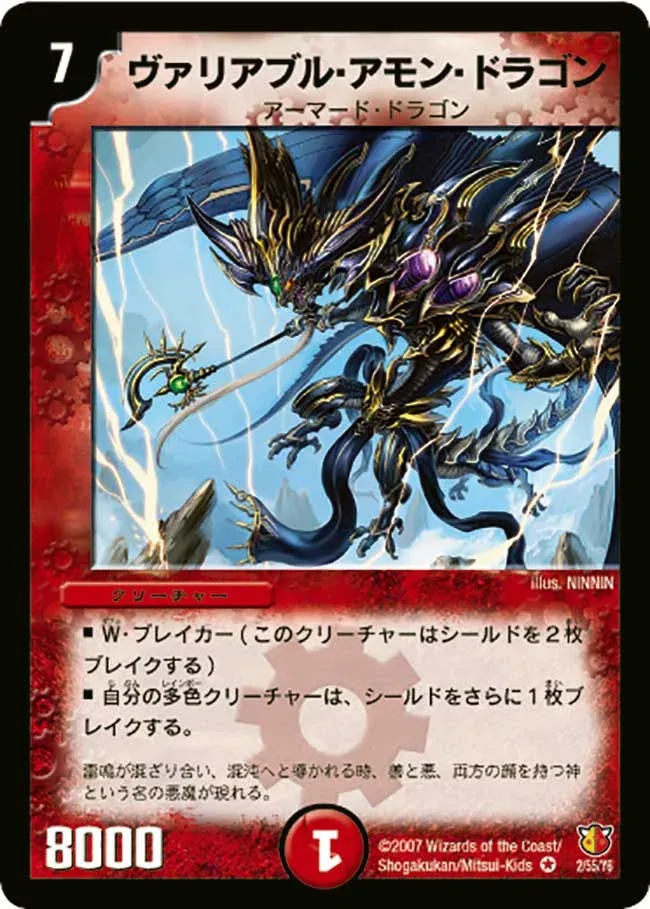 7
ヴァリアブル・アモン・ドラゴン
アーマード・ドラゴン
illus. NINNIN
クリーチャー
■ W・ブレイカー(このクリーチャーはシールドを2枚
ブレイクする)
■ 自分の多色クリーチャーは、シールドをさらに1枚ブ
レイクする。
雷鳴が混ざり合い、混沌へと導かれる時、善と悪、両方の顔を持つ神
という名の悪魔が現れる。
8000
1
©2007 Wizards of the Coast/
Shogakukan/Mitsui-Kids
2/55/Y6